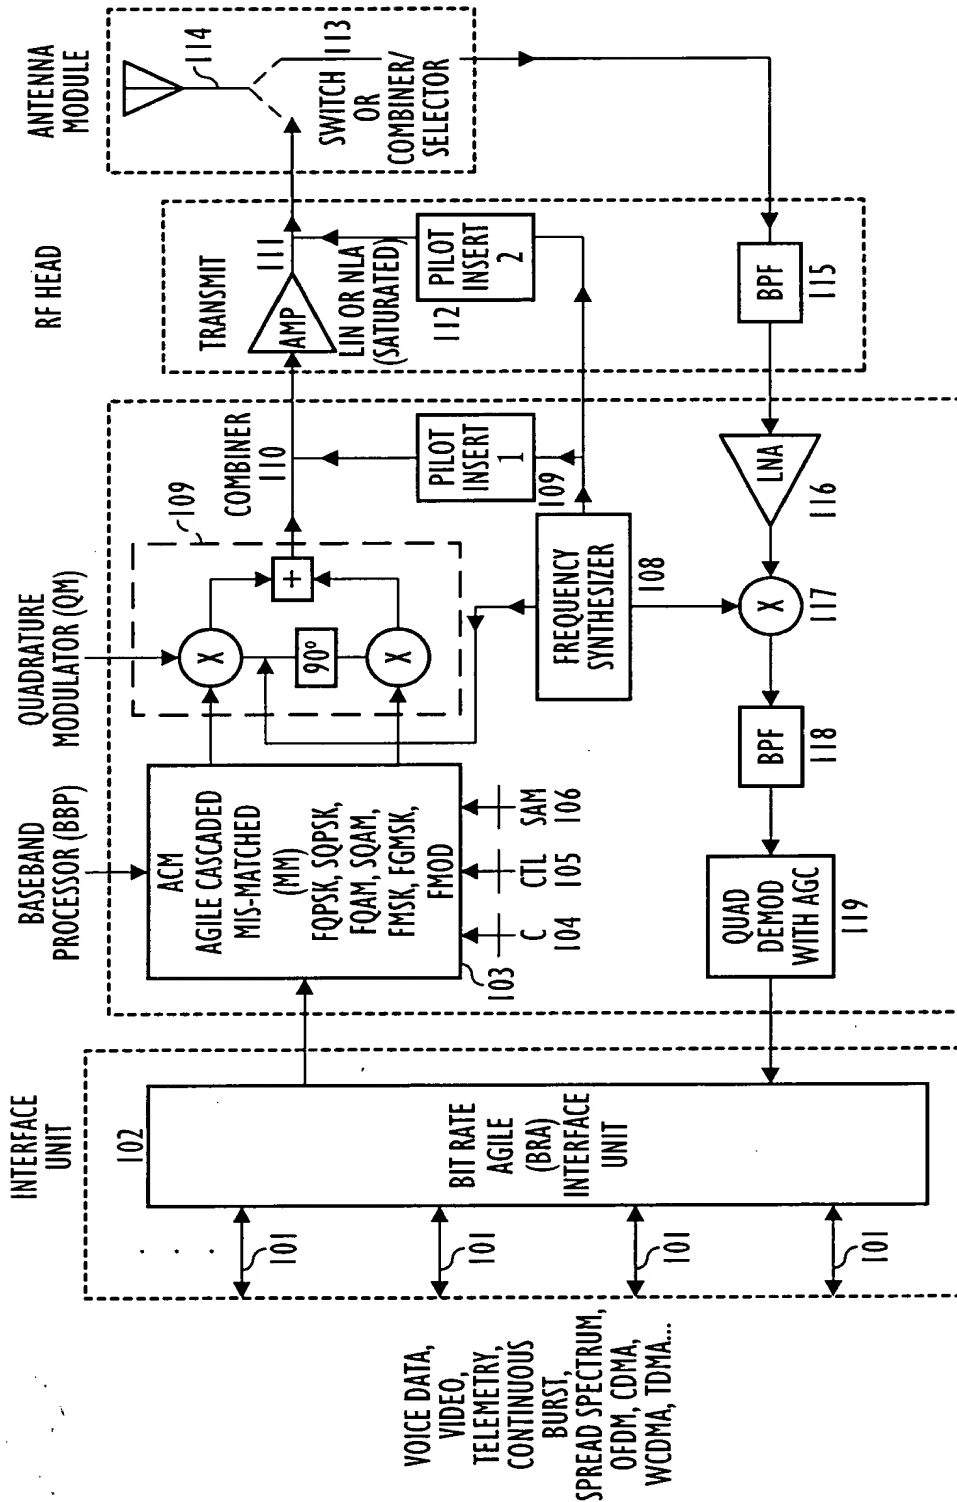 VOICE DATA,
VIDEO,
TELEMETRY,
CONTINUOUS
BURST,
SPREAD SPECTRUM,
OFDM, CDMA,
WCDMA, TDMA...
INTERFACE
UNIT
102
101
101
101
101
BIT RATE
AGILE
(BRA)
INTERFACE
UNIT
BASEBAND
PROCESSOR (BBP)
ACM
AGILE CASCADED
MIS-MATCHED
(MM)
FQPSK, SQPSK,
FQAM, SQAM,
FMSK, FGMSK,
FMOD
103
C
104
CTL
105
SAM
106
QUADRATURE
MODULATOR (QM)
109
X
90°
X
+
COMBINER
110
FREQUENCY
SYNTHESIZER
108
PILOT
INSERT
1
109
QUAD
DEMOD
WITH AGC
119
BPF
118
X
117
LNA
116
RF HEAD
TRANSMIT
AMP
111
LIN OR NLA
(SATURATED)
112
PILOT
INSERT
2
BPF
115
ANTENNA
MODULE
114
113
SWITCH
OR
COMBINER/
SELECTOR